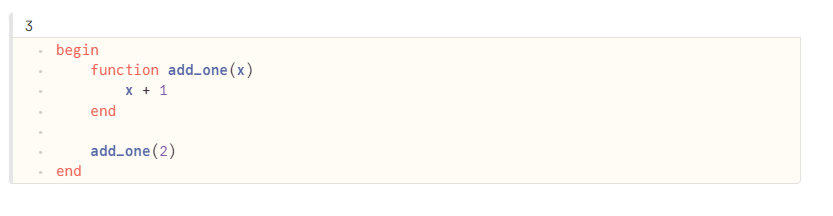 3
begin
    function add_one(x)
        x + 1
    end

    add_one(2)
end